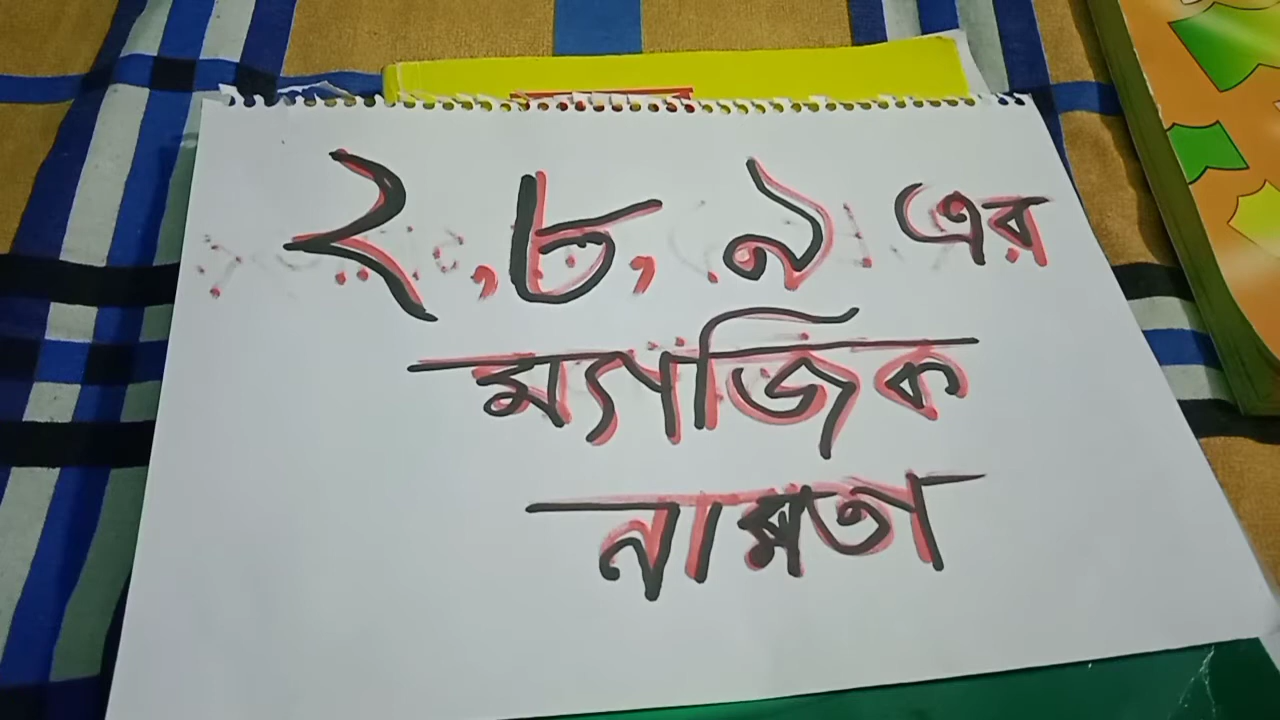 ২,৮,৯ এর
ম্যাজিক
নামতা